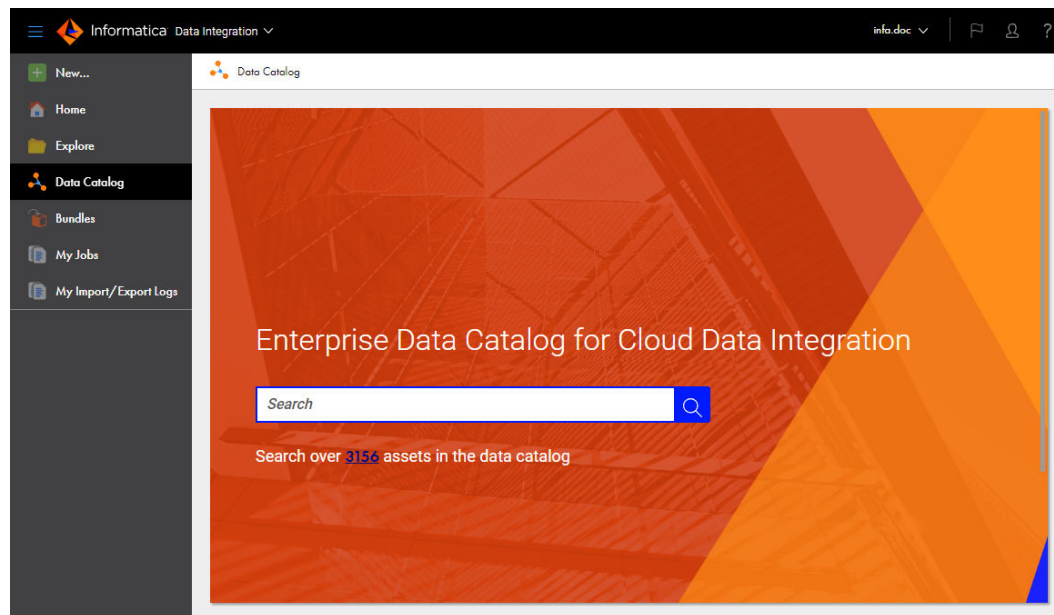 Informatica Data Integration
infa.doc
?
New...
Home
Explore
Data Catalog
Bundles
My Jobs
My Import/Export Logs
Data Catalog
Enterprise Data Catalog for Cloud Data Integration
Search
Search over 3156 assets in the data catalog